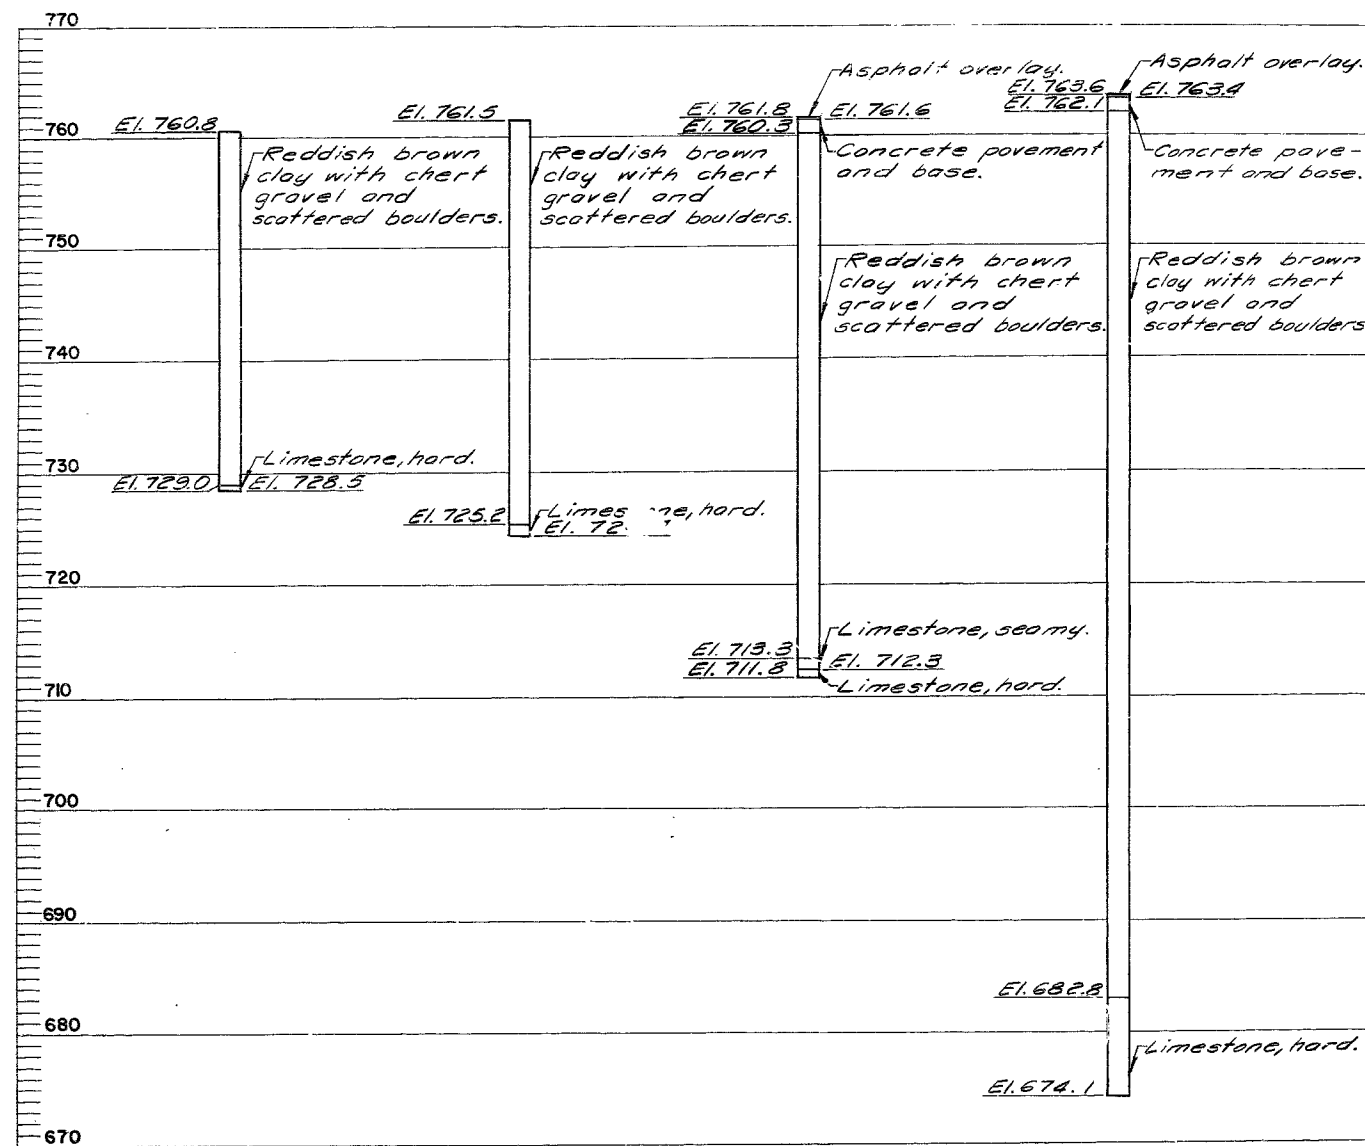 770
760
750
740
730
720
710
700
690
680
670
El. 760.8
Reddish brown
clay with chert
gravel and
scattered boulders.
Limestone, hard.
El. 729.0
El. 728.5
El. 761.5
Reddish brown
clay with chert
gravel and
scattered boulders.
El. 725.2
hard.
El. 72
Asphalt overlay.
El. 761.8
El. 761.6
El. 760.3
Concrete pavement
and base.
Reddish brown
clay with chert
gravel and
scattered boulders.
Limestone, seamy.
El. 713.3
El. 712.3
El. 711.8
Limestone, hard.
Asphalt overlay.
El. 763.6
El. 763.4
El. 762.1
Concrete pave-
ment and base.
Reddish brown
clay with chert
gravel and
scattered boulders
El. 682.8
Limestone, hard.
El. 674.1